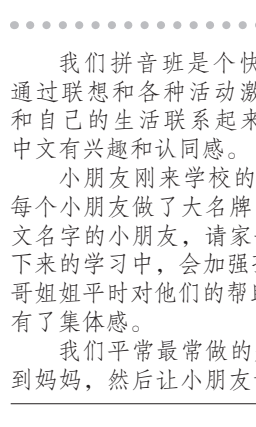 我们拼音班是个快
通过联想和各种活动激
和自己的生活联系起来
中文有兴趣和认同感。
小朋友刚来学校的
每个小朋友做了大名牌
文名字的小朋友，请家
下来的学习中，会加强
哥姐姐平时对他们的帮
有了集体感。
我们平常最常做的
到妈妈，然后让小朋友